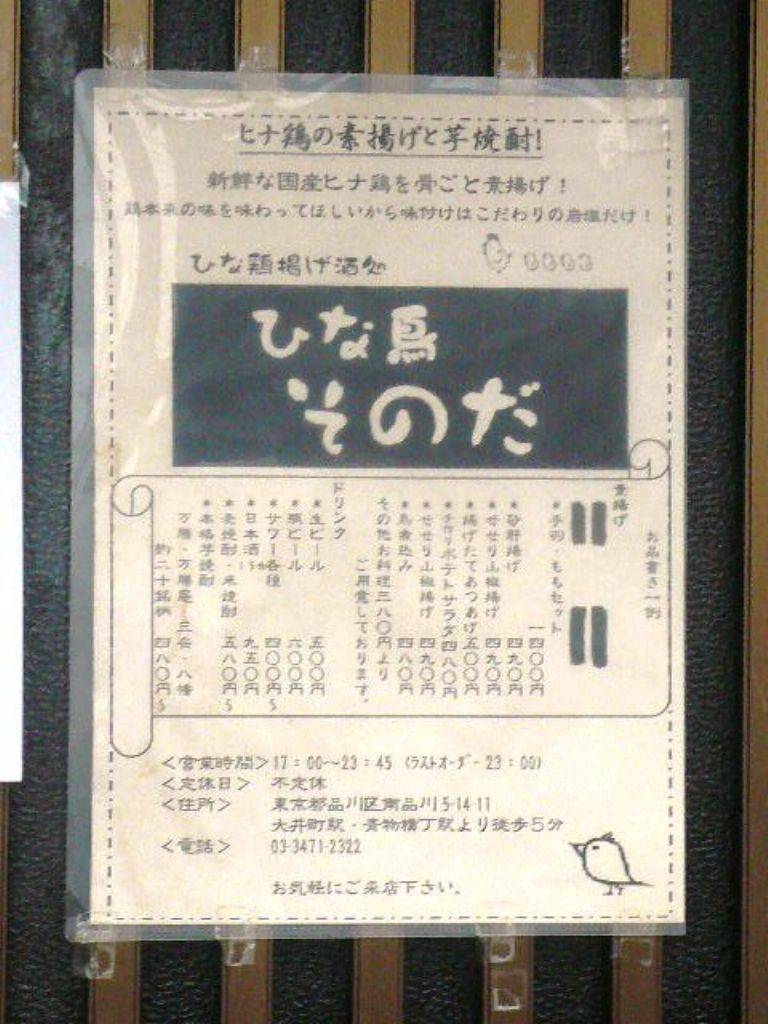 ヒナ鶏の素揚げと芋焼酎!
新鮮な国産ヒナ鶏を骨ごと素揚げ!
鶏本来の味を味わってほしいから味付けはこだわりの岩塩だけ!
ひな鶏揚げ酒処
ひな鳥
そのだ
お品書き一例
素揚げ
*手羽・ももセット 一四〇〇円
*砂肝揚げ 四九〇円
*せせり山椒揚げ 四九〇円
*揚げたてあつあげ 五〇〇円
*手作りポテトサラダ 四八〇円
*せせり山椒揚げ 四九〇円
*鳥煮込み 四八〇円
その他お料理三八〇円より
ご用意しております。
ドリンク
*生ビール 五〇〇円
*瓶ビール 六〇〇円
*サワー各種 四〇〇円~
*日本酒 九五〇円
*麦焼酎・米焼酎 五八〇円~
*本格芋焼酎
万膳・万膳庵・三岳・八幡
約二十銘柄 四八〇円~
<営業時間>17:00~23:45 (ラストオーダー23:00)
<定休日> 不定休
<住所> 東京都品川区南品川5-14-11
大井町駅・青物横丁駅より徒歩5分
<電話> 03-3471-2322
お気軽にご来店下さい。